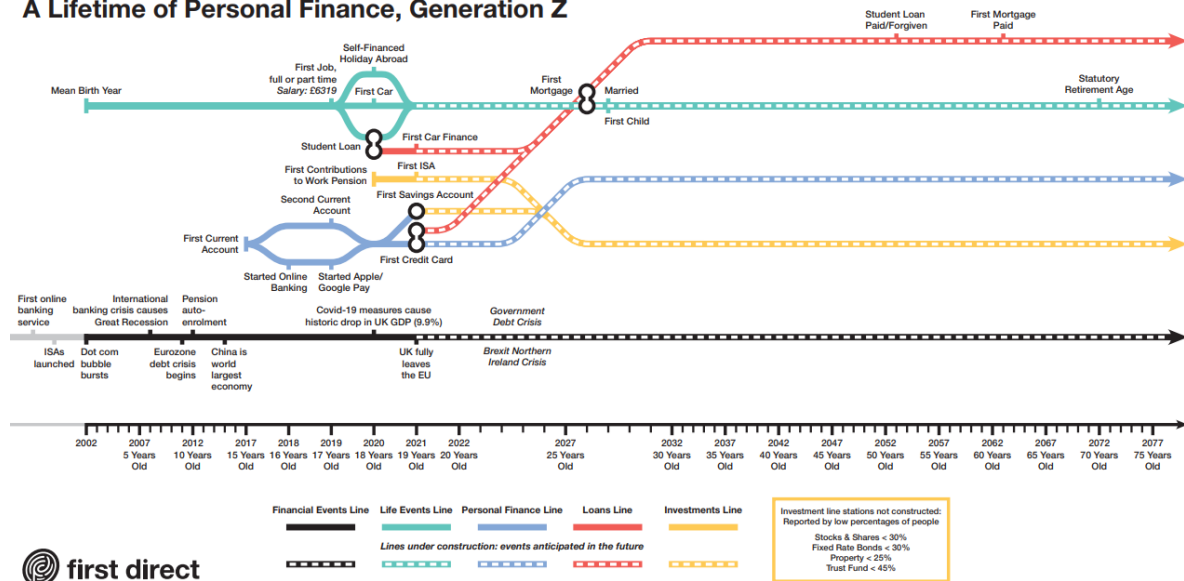 A Lifetime of Personal Finance, Generation Z
Student Loan
Paid/Forgiven
First Mortgage
Paid
Self-Financed
Holiday Abroad
First Job,
full or part time
Salary: £6319
First Car
Mean Birth Year
First
Mortgage
Married
First Child
Statutory
Retirement Age
Student Loan
First Car Finance
First Contributions
to Work Pension
First ISA
First Savings Account
Second Current
Account
First Current
Account
First Credit Card
Started Online
Banking
Started Apple/
Google Pay
First online
banking
service
International
banking crisis causes
Great Recession
Pension
auto-
enrolment
Covid-19 measures cause
historic drop in UK GDP (9.9%)
Government
Debt Crisis
ISAs
launched
Dot com
bubble
bursts
Eurozone
debt crisis
begins
China is
world
largest
economy
UK fully
leaves
the EU
Brexit Northern
Ireland Crisis
2002
2007
5 Years
Old
2012
10 Years
Old
2017
15 Years
Old
2018
16 Years
Old
2019
17 Years
Old
2020
18 Years
Old
2021
19 Years
Old
2022
20 Years
Old
2027
25 Years
Old
2032
30 Years
Old
2037
35 Years
Old
2042
40 Years
Old
2047
45 Years
Old
2052
50 Years
Old
2057
55 Years
Old
2062
60 Years
Old
2067
65 Years
Old
2072
70 Years
Old
2077
75 Years
Old
Financial Events Line
Life Events Line
Personal Finance Line
Loans Line
Investments Line
Lines under construction: events anticipated in the future
Investment line stations not constructed:
Reported by low percentages of people
Stocks & Shares < 30%
Fixed Rate Bonds < 30%
Property < 25%
Trust Fund < 45%
first direct